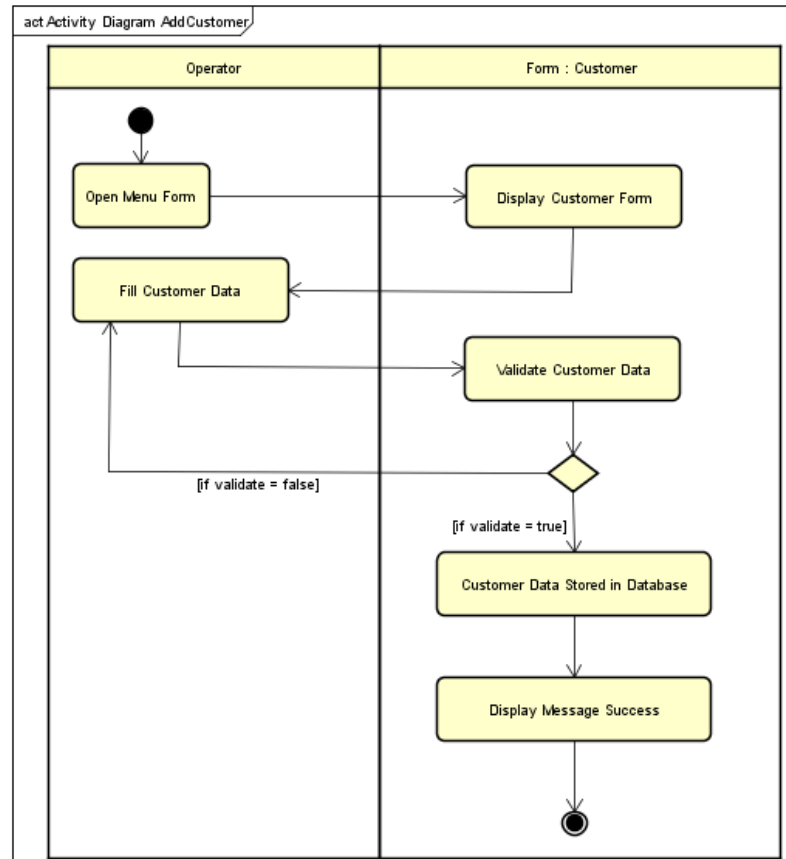 act Activity Diagram AddCustomer
Operator
Form : Customer
Open Menu Form
Display Customer Form
Fill Customer Data
Validate Customer Data
[if validate = false]
[if validate = true]
Customer Data Stored in Database
Display Message Success